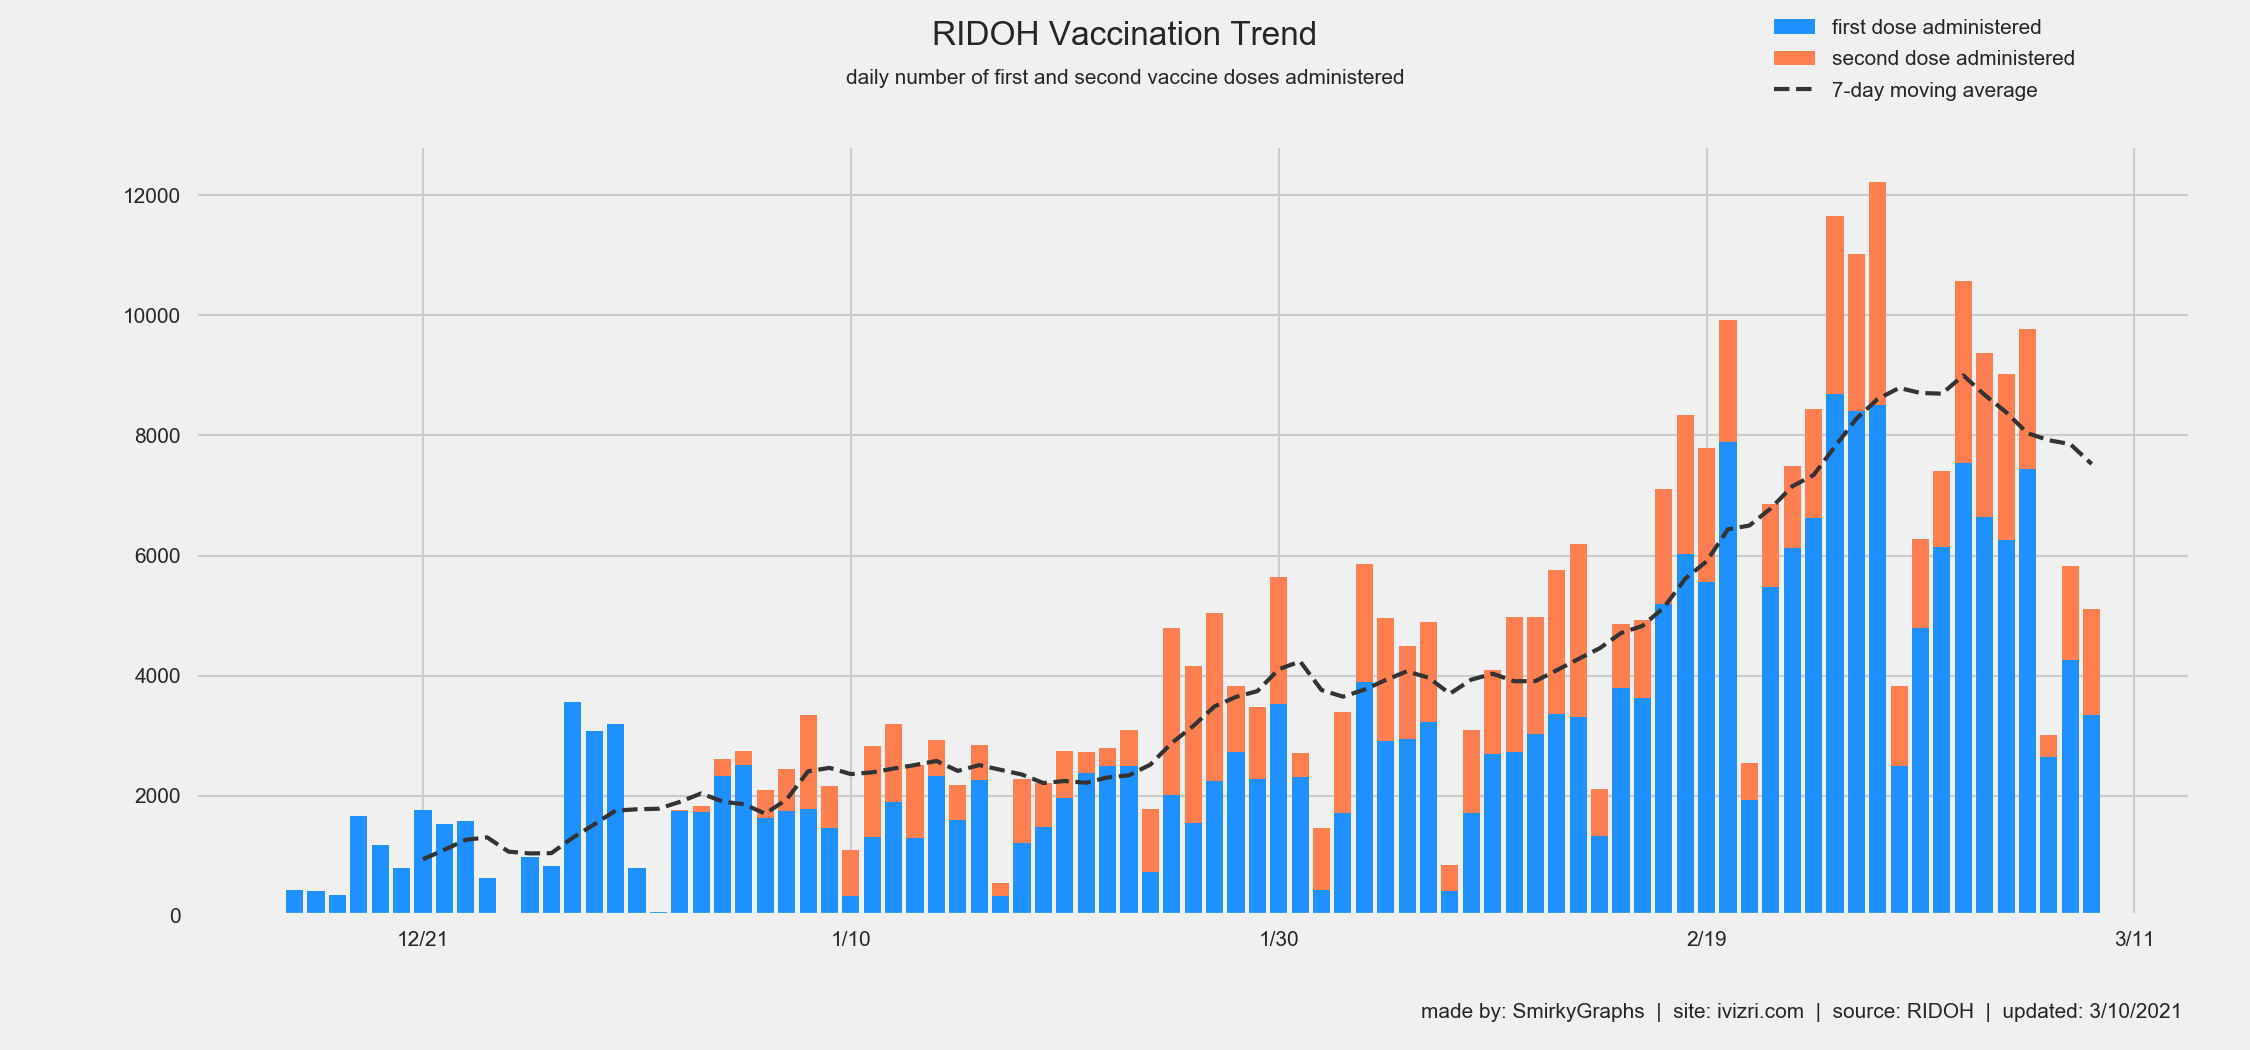 RIDOH Vaccination Trend
daily number of first and second vaccine doses administered
first dose administered
second dose administered
7-day moving average
12000
10000
8000
6000
4000
2000
0
12/21 1/10 1/30 2/19 3/11
made by: SmirkyGraphs | site: ivizri.com | source: RIDOH | updated: 3/10/2021